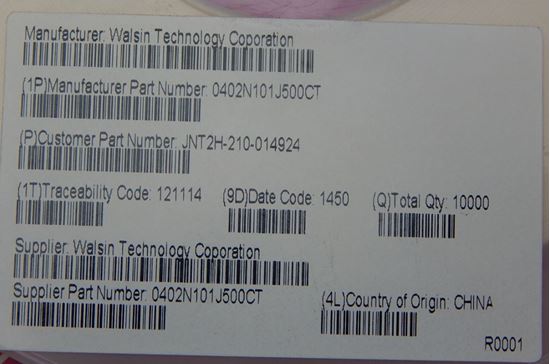 Manufacturer: Walsin Technology Coporation
(1P)Manufacturer Part Number: 0402N101J500CT
(P)Customer Part Number: JNT2H-210-014924
(1T)Traceability Code: 121114 (9D)Date Code: 1450 (Q)Total Qty: 10000
Supplier: Walsin Technology Coporation
Supplier Part Number: 0402N101J500CT (4L)Country of Origin: CHINA
R0001